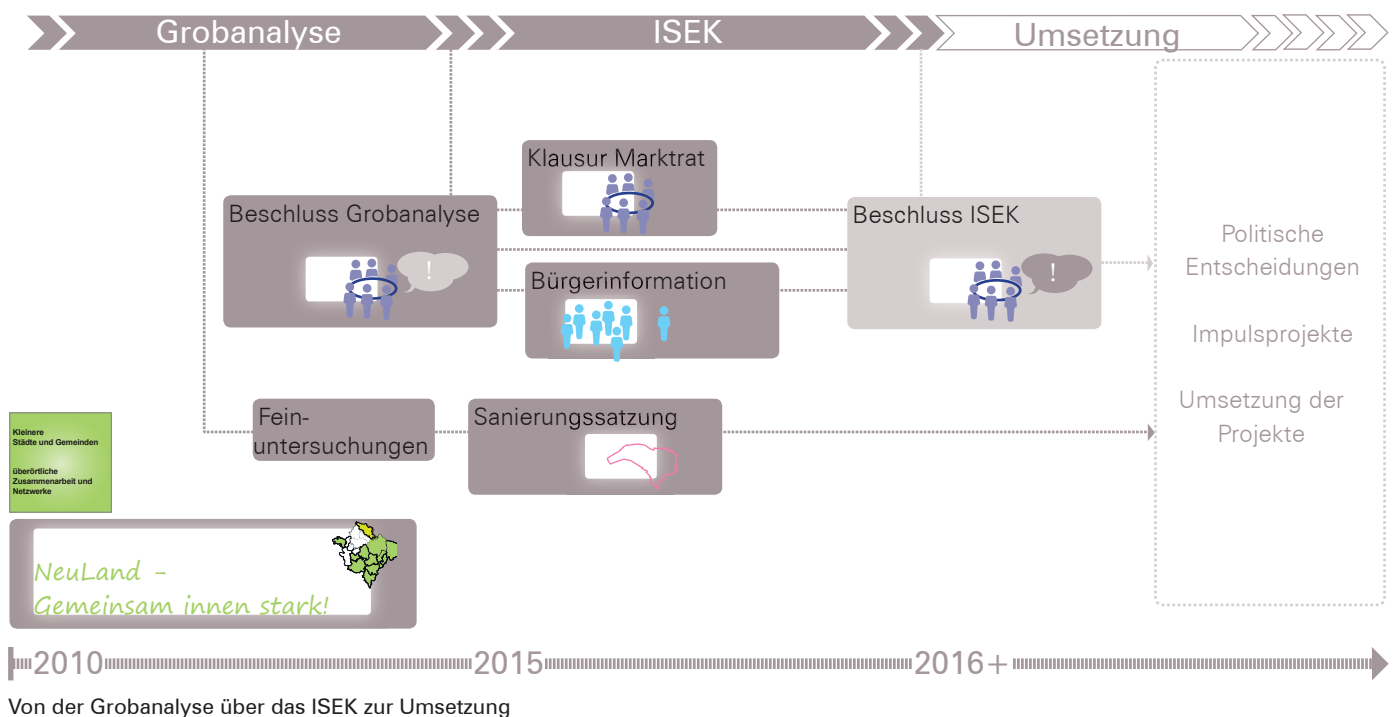 Grobanalyse
ISEK
Umsetzung
Klausur Marktrat
Beschluss Grobanalyse
!
Bürgerinformation
Beschluss ISEK
!
Politische
Entscheidungen
Impulsprojekte
Umsetzung der
Projekte
Fein-
untersuchungen
Sanierungssatzung
Kleinere
Städte und Gemeinden
überörtliche
Zusammenarbeit und
Netzwerke
NeuLand -
Gemeinsam innen stark!
2010
2015
2016+
Von der Grobanalyse über das ISEK zur Umsetzung